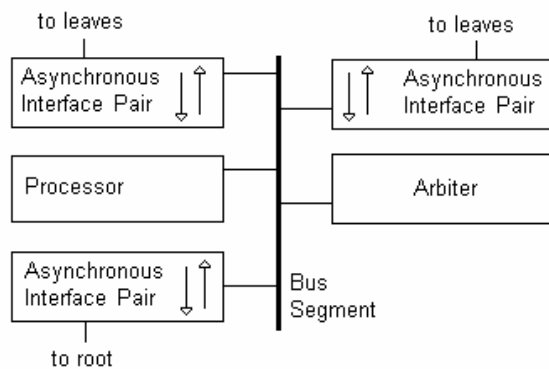 to leaves
Asynchronous
Interface Pair
Processor
Asynchronous
Interface Pair
to root
to leaves
Asynchronous
Interface Pair
Arbiter
Bus
Segment